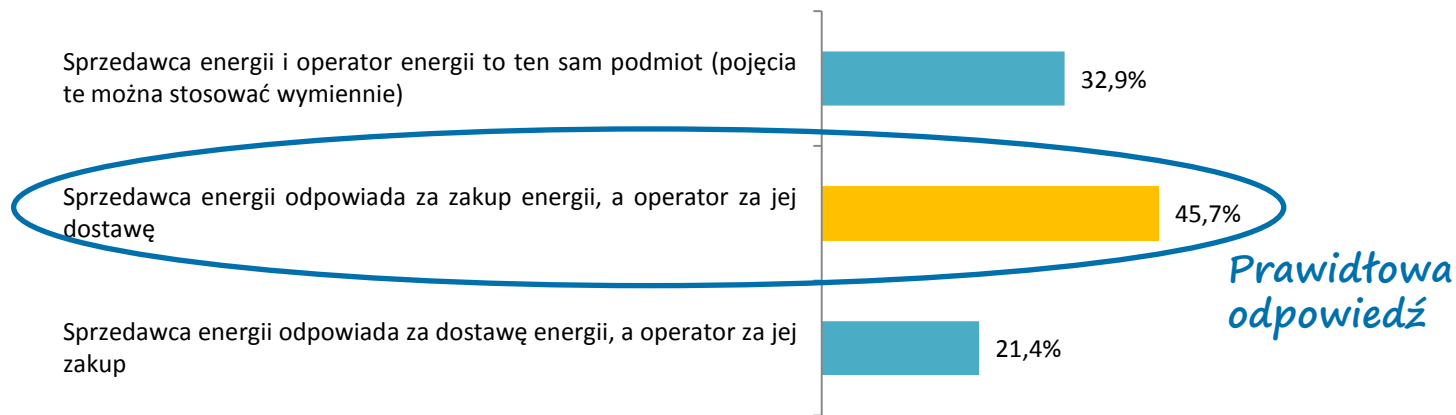 Sprzedawca energii i operator energii to ten sam podmiot (pojęcia
te można stosować wymiennie)
32,9%
Sprzedawca energii odpowiada za zakup energii, a operator za jej
dostawę
45,7%
Prawidłowa
odpowiedź
Sprzedawca energii odpowiada za dostawę energii, a operator za jej
zakup
21,4%